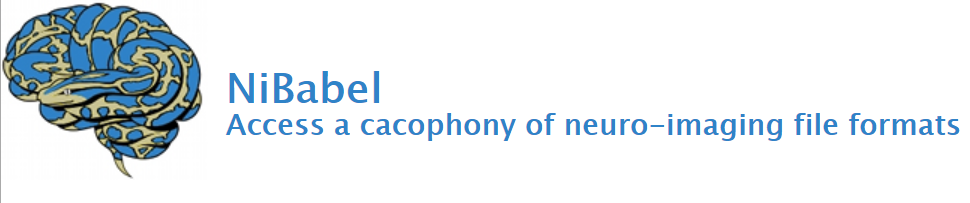 NiBabel
Access a cacophony of neuro-imaging file formats